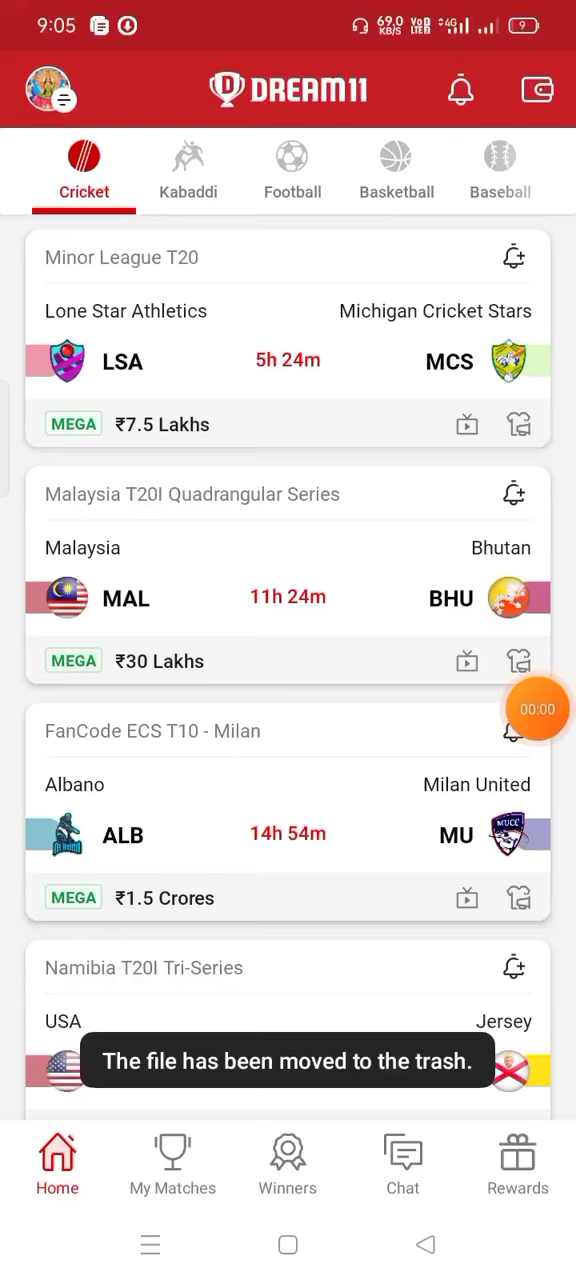 9:05 69.0 KB/S Vo LTE 4G 9
DREAM11
Cricket Kabaddi Football Basketball Baseball
Minor League T20
Lone Star Athletics Michigan Cricket Stars
LSA 5h 24m MCS
MEGA ₹7.5 Lakhs
Malaysia T20I Quadrangular Series
Malaysia Bhutan
MAL 11h 24m BHU
MEGA ₹30 Lakhs
00:00
FanCode ECS T10 - Milan
Albano Milan United
ALB 14h 54m MU
MUCC
MEGA ₹1.5 Crores
Namibia T20I Tri-Series
USA Jersey
The file has been moved to the trash.
Home My Matches Winners Chat Rewards